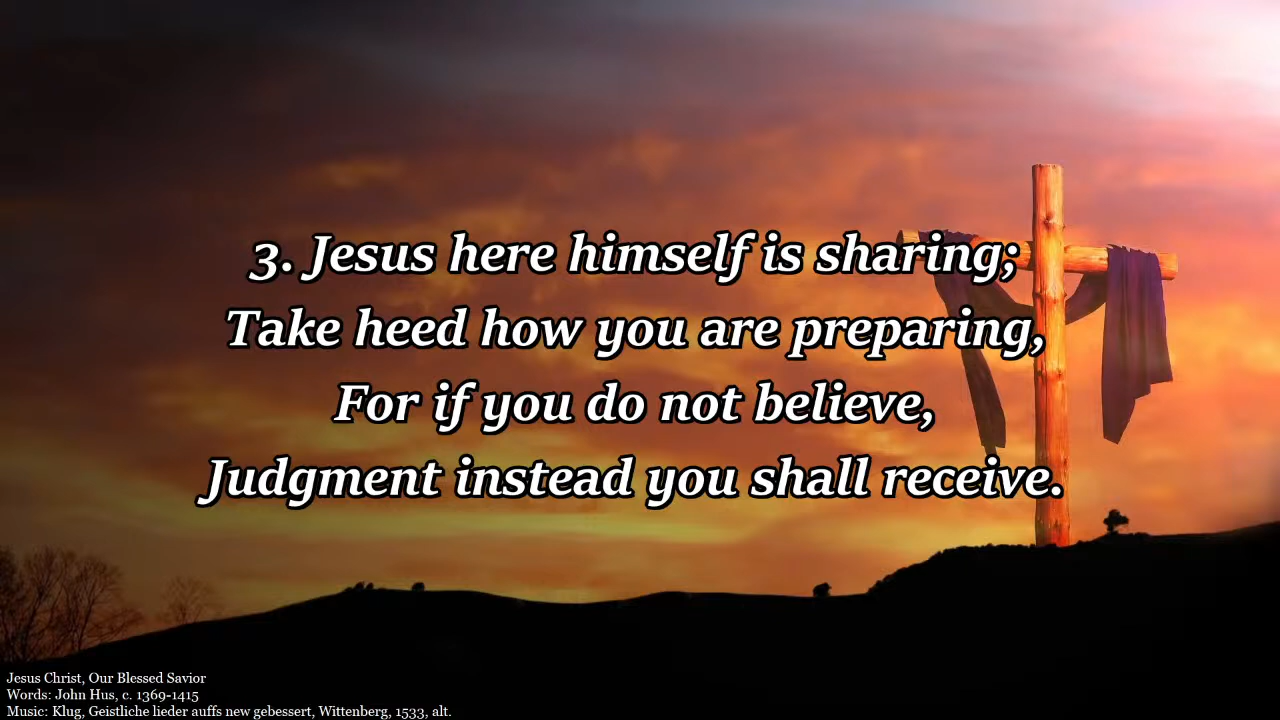 3. Jesus here himself is sharing;
Take heed how you are preparing,
For if you do not believe,
Judgment instead you shall receive.
Jesus Christ, Our Blessed Savior
Words: John Hus, c. 1369-1415
Music: Klug, Geistliche lieder auffs new gebessert, Wittenberg, 1533, alt.